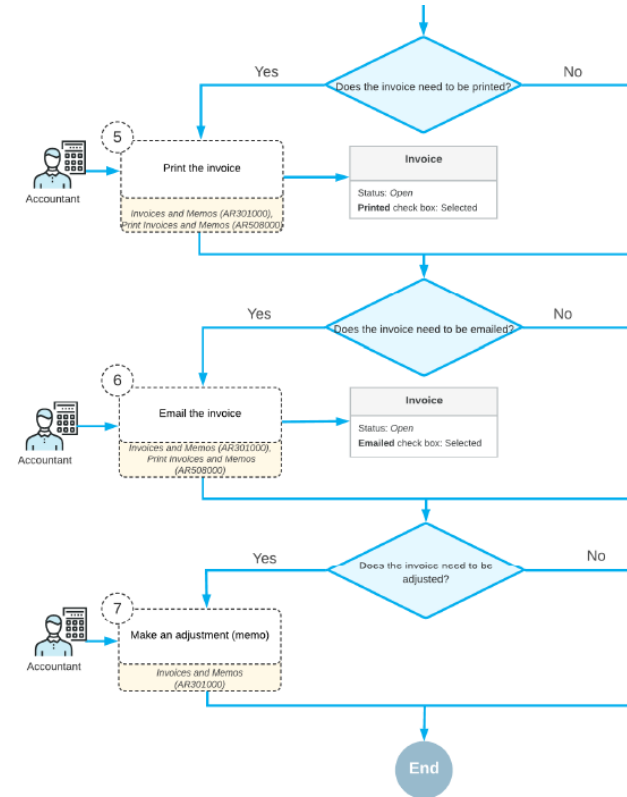 Does the invoice need to be printed?
Yes
No
5
Print the invoice
Accountant
Invoices and Memos (AR301000),
Print Invoices and Memos (AR508000)
Invoice
Status: Open
Printed check box: Selected
Does the invoice need to be emailed?
Yes
No
6
Email the invoice
Accountant
Invoices and Memos (AR301000),
Print Invoices and Memos
(AR508000)
Invoice
Status: Open
Emailed check box: Selected
Does the invoice need to be
adjusted?
Yes
No
7
Make an adjustment (memo)
Accountant
Invoices and Memos
(AR301000)
End